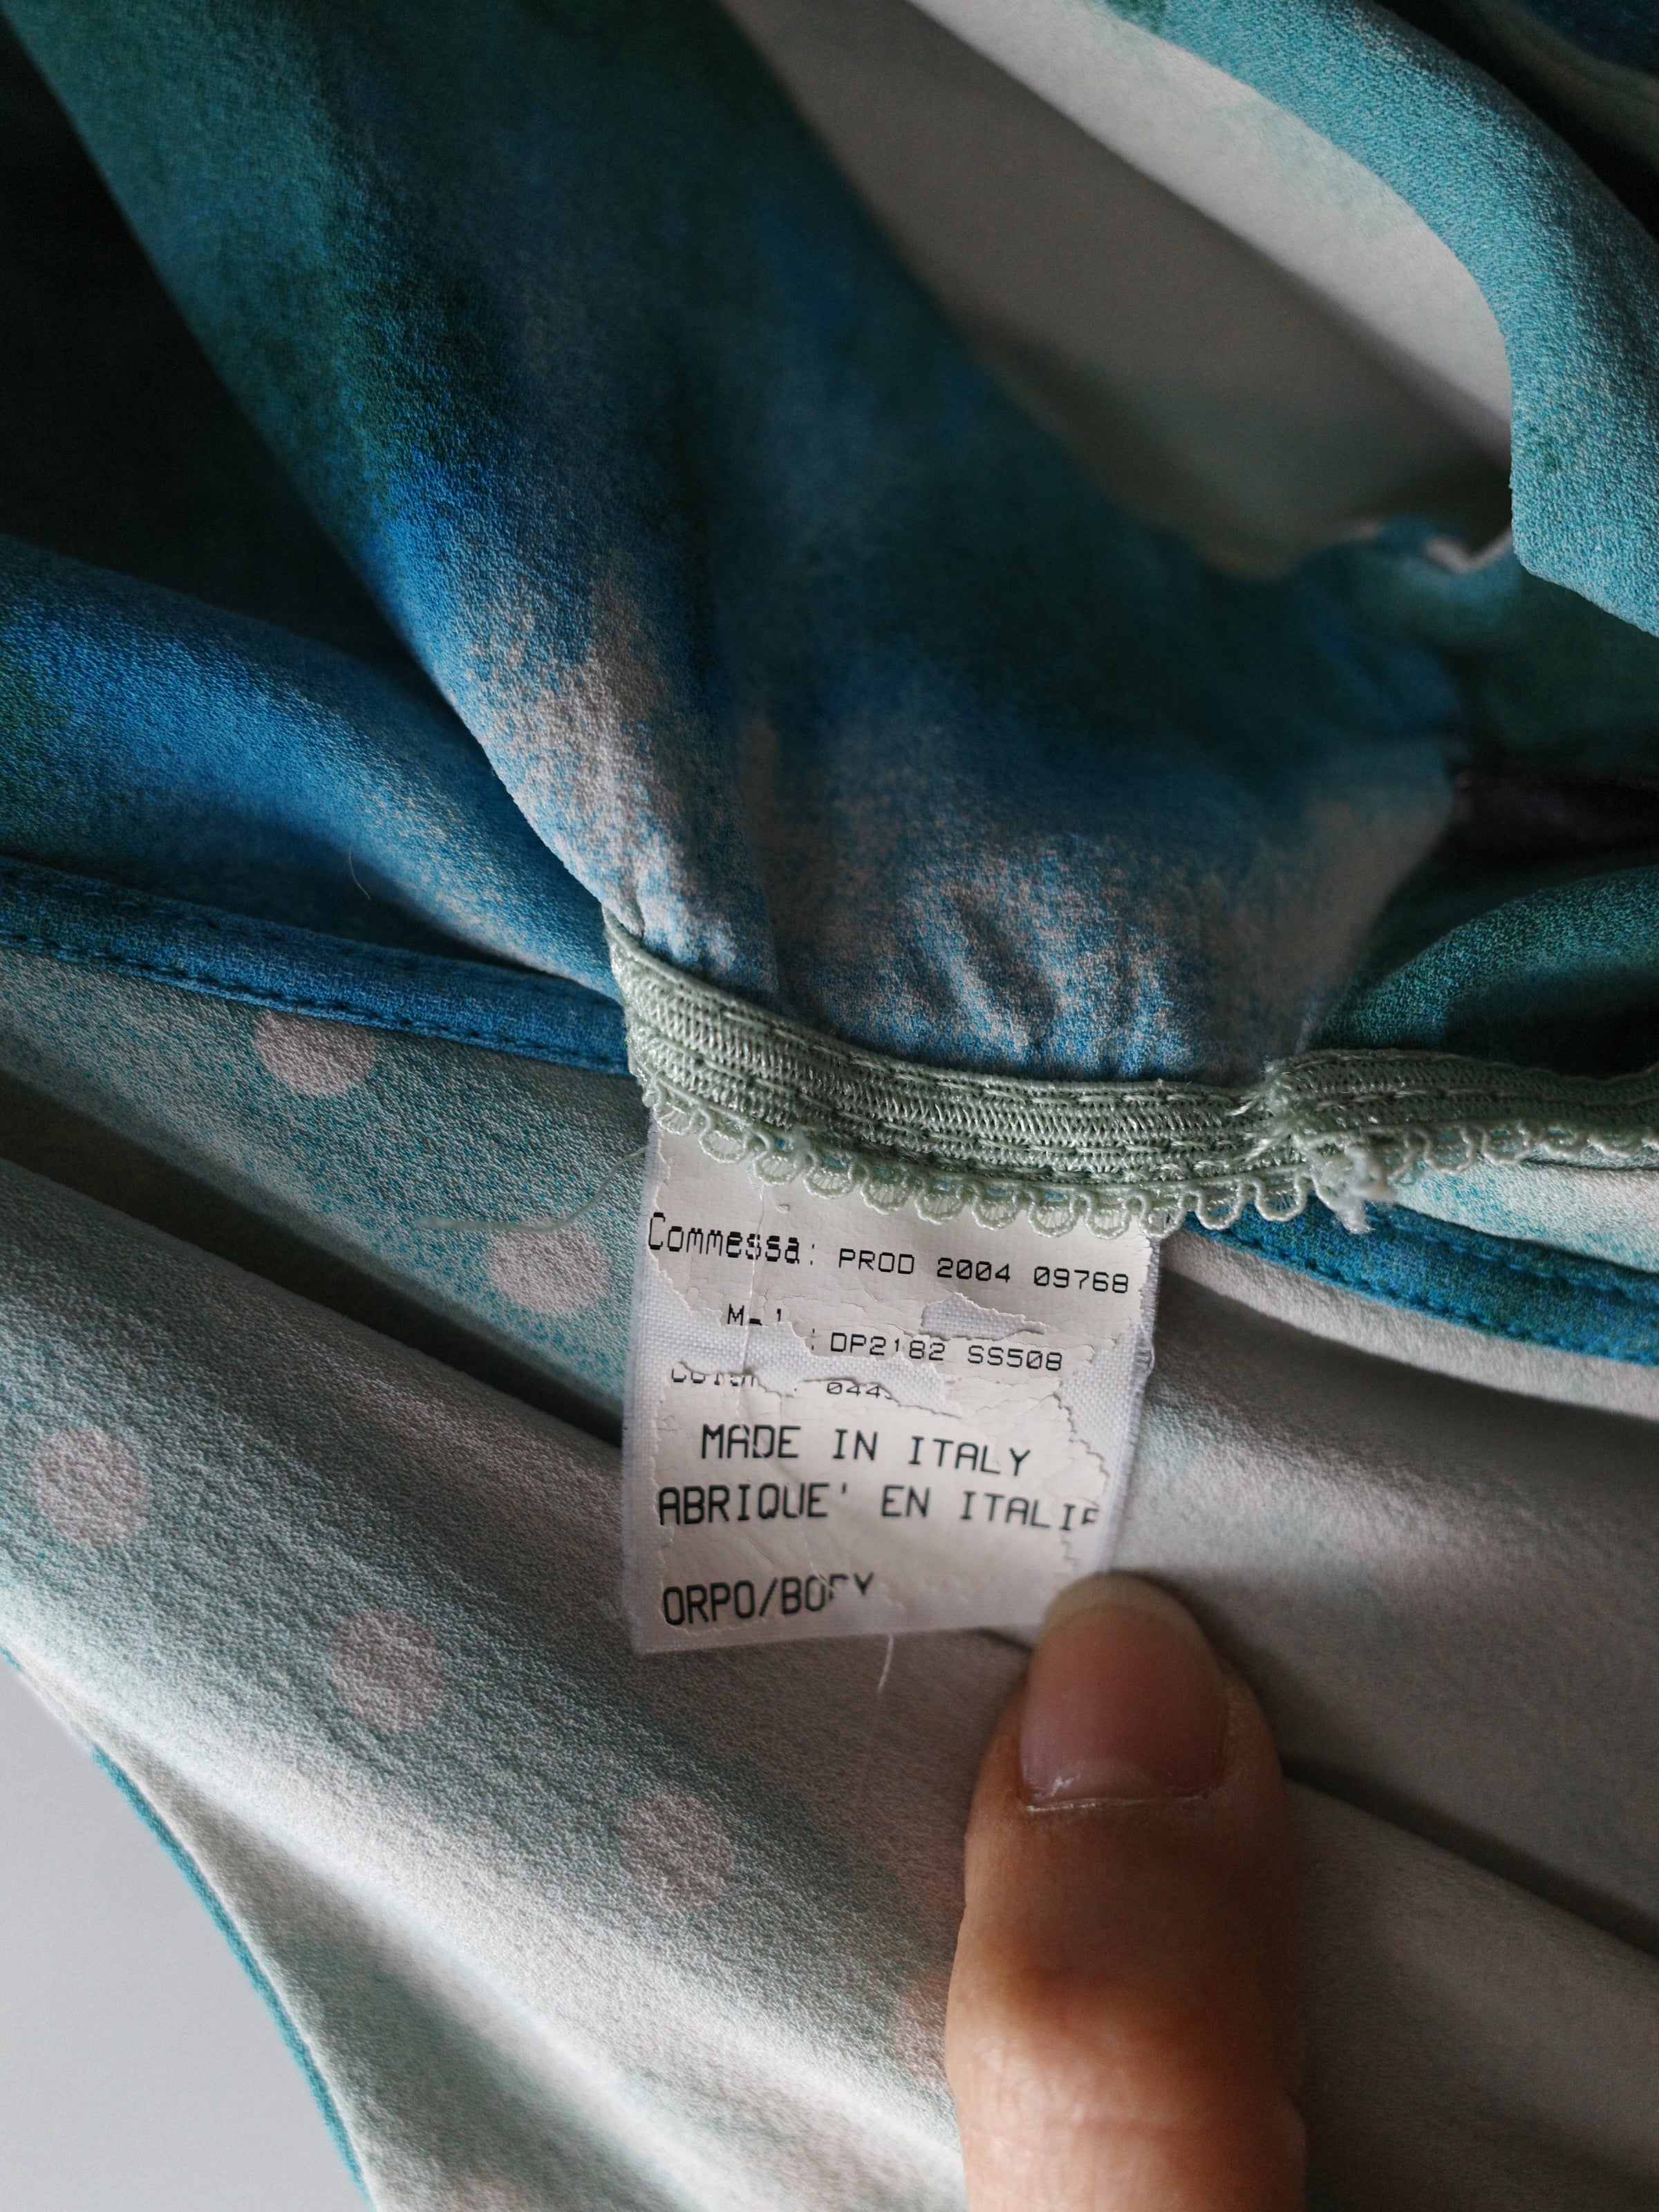 Commessa: PROD 2004 09768
: DP2182 SS508
MADE IN ITALY
ABRIQUE' EN ITALIE
ORPO/BODY